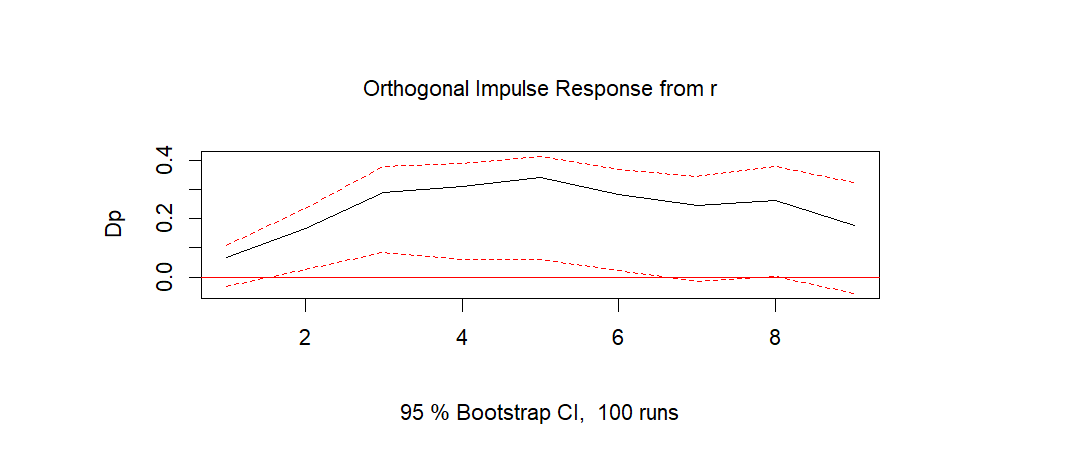 Orthogonal Impulse Response from r
Dp
0.4
0.2
0.0
2 4 6 8
95 % Bootstrap CI,  100 runs